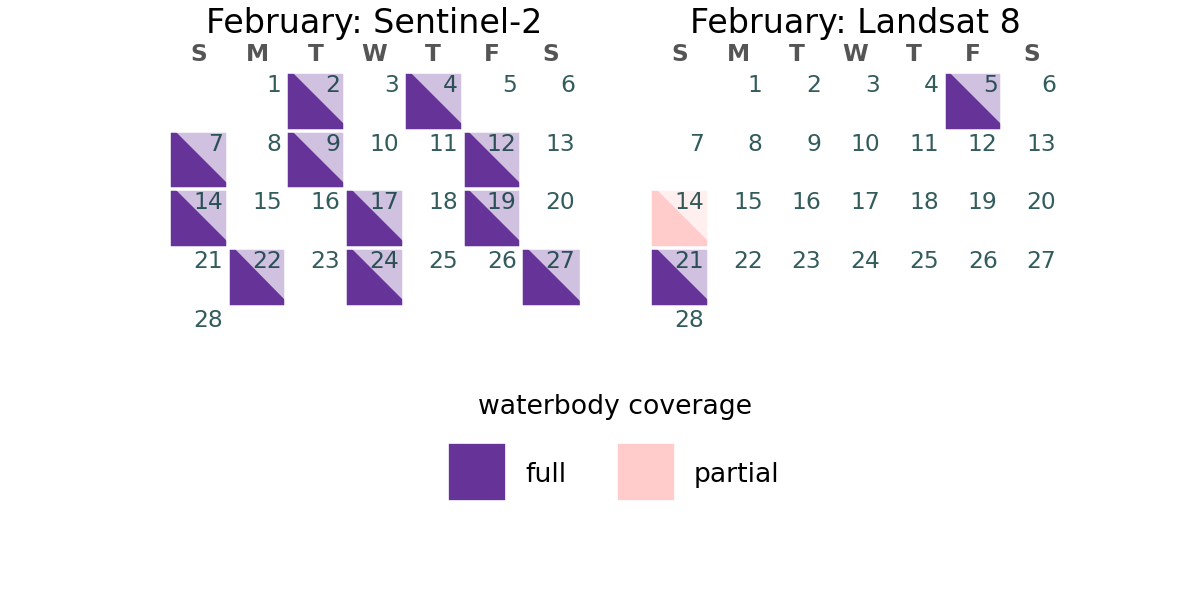 February: Sentinel-2
S M T W T F S
1 2 3 4 5 6
7 8 9 10 11 12 13
14 15 16 17 18 19 20
21 22 23 24 25 26 27
28
February: Landsat 8
S M T W T F S
1 2 3 4 5 6
7 8 9 10 11 12 13
14 15 16 17 18 19 20
21 22 23 24 25 26 27
28
waterbody coverage
full partial